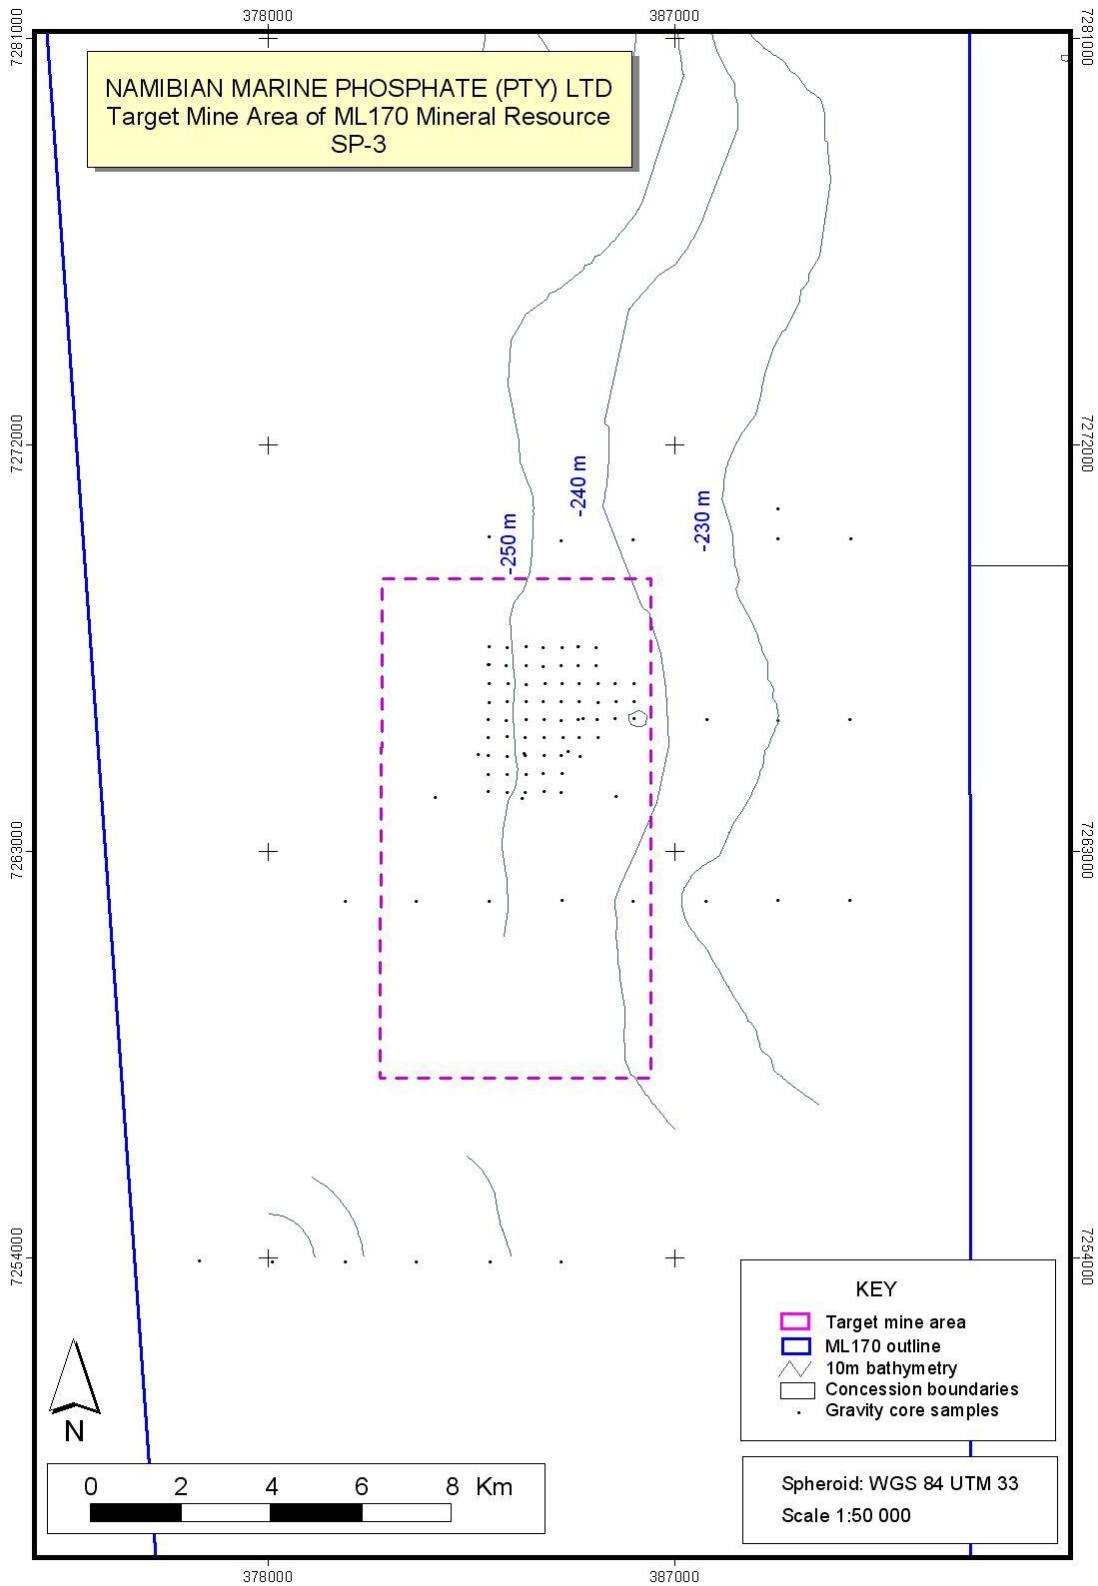 378000
387000
7281000
7281000
NAMIBIAN MARINE PHOSPHATE (PTY) LTD
Target Mine Area of ML170 Mineral Resource
SP-3
7272000
7272000
-240 m
-230 m
-250 m
7263000
7263000
7254000
7254000
KEY
Target mine area
ML170 outline
10m bathymetry
Concession boundaries
Gravity core samples
N
0 2 4 6 8 Km
Spheroid: WGS 84 UTM 33
Scale 1:50 000
378000
387000